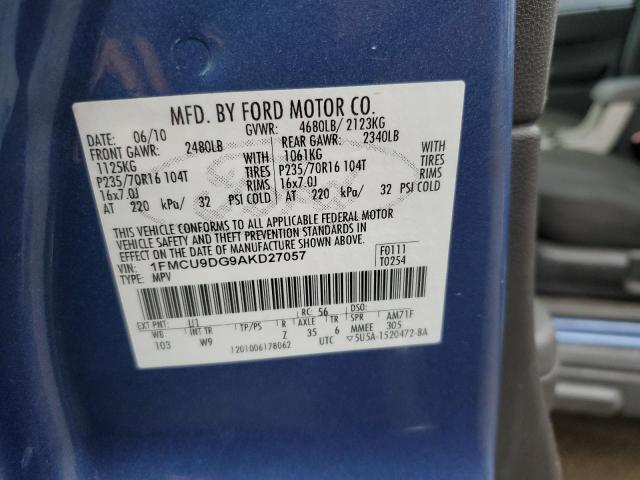 MFD. BY FORD MOTOR CO.
DATE: 06/10 GVWR: 4680LB/ 2123KG
FRONT GAWR: 2480LB REAR GAWR: 2340LB
1125KG WITH 1061KG WITH
P235/70R16 104T TIRES P235/70R16 104T TIRES
16x7.0J RIMS 16x7.0J RIMS
AT 220 kPa/ 32 PSI COLD AT 220 kPa/ 32 PSI COLD
THIS VEHICLE CONFORMS TO ALL APPLICABLE FEDERAL MOTOR
VEHICLE SAFETY AND THEFT PREVENTION STANDARDS IN
EFFECT ON THE DATE OF MANUFACTURE SHOWN ABOVE.
VIN: 1FMCU9DG9AKD27057 F0111
TYPE: MPV T0254
EXT PNT: U1 RC: 56 DSO:
WB INT TR TP/PS R AXLE TR SPR AM71F
103 W9 Z 35 6 MMEE 305
1201006178062 UTC ▽5U5A-1520472-BA